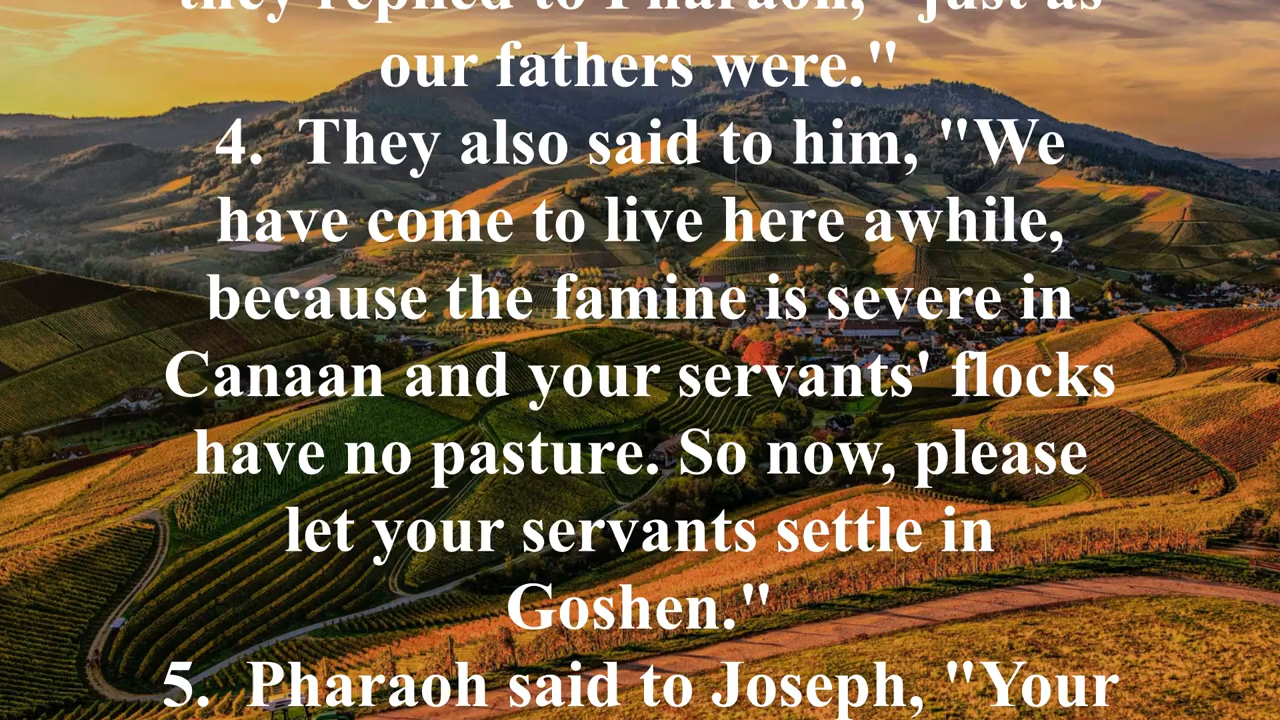 they replied to Pharaoh, "just as
our fathers were."
4. They also said to him, "We
have come to live here awhile,
because the famine is severe in
Canaan and your servants' flocks
have no pasture. So now, please
let your servants settle in
Goshen."
5. Pharaoh said to Joseph, "Your